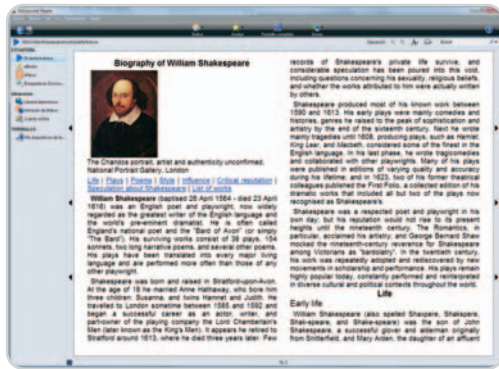 Biography of William Shakespeare
The Chandos portrait, artist and authenticity unconfirmed.
National Portrait Gallery, London
Life | Plays | Poems | Style | Influence | Critical reputation |
Speculation about Shakespeare | List of works
William Shakespeare (baptised 26 April 1564 - died 23 April
1616) was an English poet and playwright, now widely
regarded as the greatest writer of the English language and
the world's pre-eminent dramatist. He is often called
England's national poet and the "Bard of Avon" (or simply
"The Bard"). His surviving works consist of 38 plays, 154
sonnets, two long narrative poems, and several other poems.
His plays have been translated into every major living
language and are performed more often than those of any
other playwright.
Shakespeare was born and raised in Stratford-upon-Avon.
At the age of 18 he married Anne Hathaway, who bore him
three children: Susanna, and twins Hamnet and Judith. He
travelled to London sometime between 1585 and 1592 and
began a successful career as an actor, writer, and
part-owner of the playing company the Lord Chamberlain's
Men (later known as the King's Men). It appears he retired to
Stratford around 1613, where he died three years later. Few
records of Shakespeare's private life survive, and
considerable speculation has been poured into this void,
including questions concerning his sexuality, religious beliefs,
and whether the works attributed to him were actually written
by others.
Shakespeare produced most of his known work between
1590 and 1613. His early plays were mainly comedies and
histories, genres he raised to the peak of sophistication and
artistry by the end of the sixteenth century. Next he wrote
mainly tragedies until 1608, producing plays, such as Hamlet,
King Lear, and Macbeth, considered some of the finest in the
English language. In his last phase, he wrote tragicomedies
and collaborated with other playwrights. Many of his plays
were published in editions of varying quality and accuracy
during his lifetime; and in 1623, two of his former theatrical
colleagues published the First Folio, a collected edition of his
dramatic works that included all but two of the plays now
recognised as Shakespeare's.
Shakespeare was a respected poet and playwright in his
own day; but his reputation would not rise to its present
heights until the nineteenth century. The Romantics, in
particular, acclaimed his artistry; and George Bernard Shaw
mocked the nineteenth-century reverence for Shakespeare
among Victorians as "bardolatry". In the twentieth century,
his work was repeatedly adopted and rediscovered by new
movements in scholarship and performance. His plays remain
highly popular today, constantly performed and reinterpreted
in diverse cultural and political contexts throughout the world.
Life
Early life
William Shakespeare (also spelled Shaxpere, Shakspere,
Shak-speare, and Shake-speare) was the son of John
Shakespeare, a successful glover and alderman originally
from Snitterfield, and Mary Arden, the daughter of an affluent